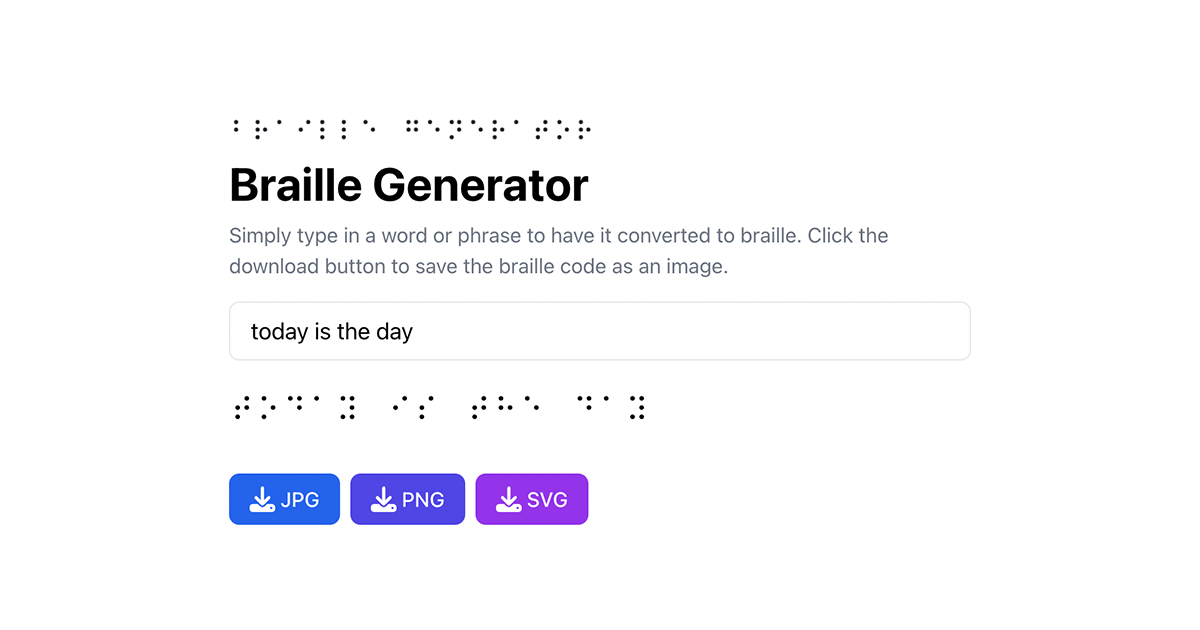 ⠃⠗⠁⠊⠇⠇⠑ ⠛⠑⠝⠑⠗⠁⠞⠕⠗
Braille Generator
Simply type in a word or phrase to have it converted to braille. Click the
download button to save the braille code as an image.
today is the day
⠞⠕⠙⠁⠽ ⠊⠎ ⠞⠓⠑ ⠙⠁⠽
JPG PNG SVG